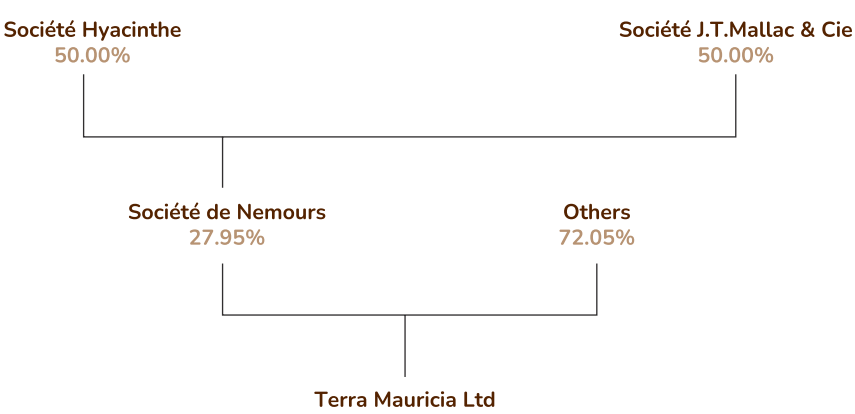 Société Hyacinthe
50.00%
Société J.T.Mallac & Cie
50.00%
Société de Nemours
27.95%
Others
72.05%
Terra Mauricia Ltd